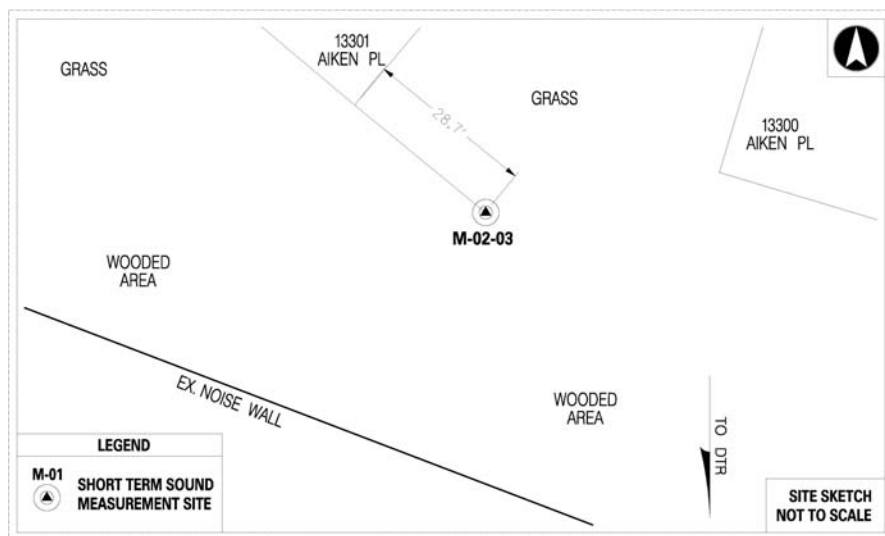 13301
AIKEN PL
GRASS
28.7'
GRASS
13300
AIKEN PL
M-02-03
WOODED
AREA
EX. NOISE WALL
WOODED
AREA
TO DTR
LEGEND
M-01
SHORT TERM SOUND
MEASUREMENT SITE
SITE SKETCH
NOT TO SCALE